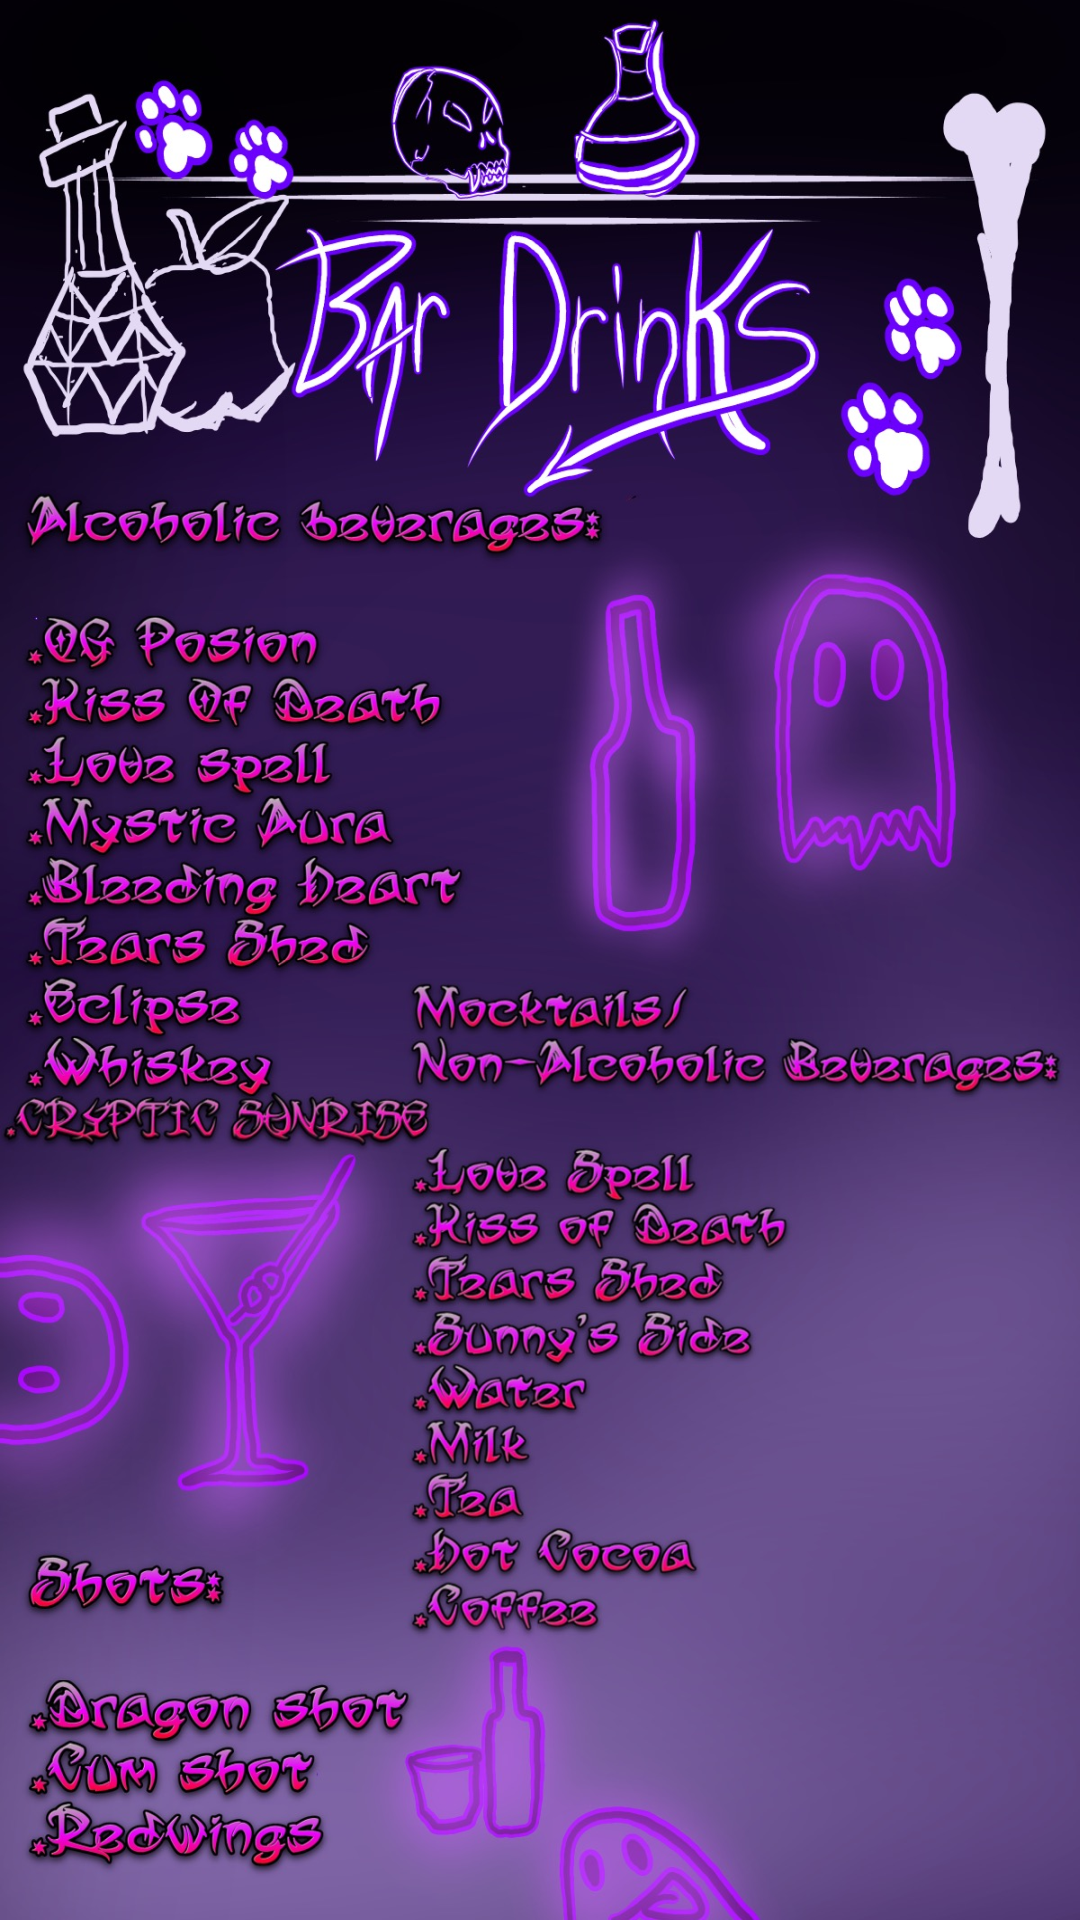 Bar Drinks
Alcoholic Beverages:
.OG Posion
.Kiss Of Death
.Love spell
.Mystic Aura
.Bleeding Heart
.Tears Shed
.Eclipse
.Whiskey
.CRYPTIC SUNRISE
Mocktails/
Non-Alcoholic Beverages:
.Love Spell
.Kiss of Death
.Tears Shed
.Sunny's Side
.Water
.Milk
.Tea
.Hot Cocoa
.Coffee
Shots:
.Dragon shot
.Cum shot
.Redwings